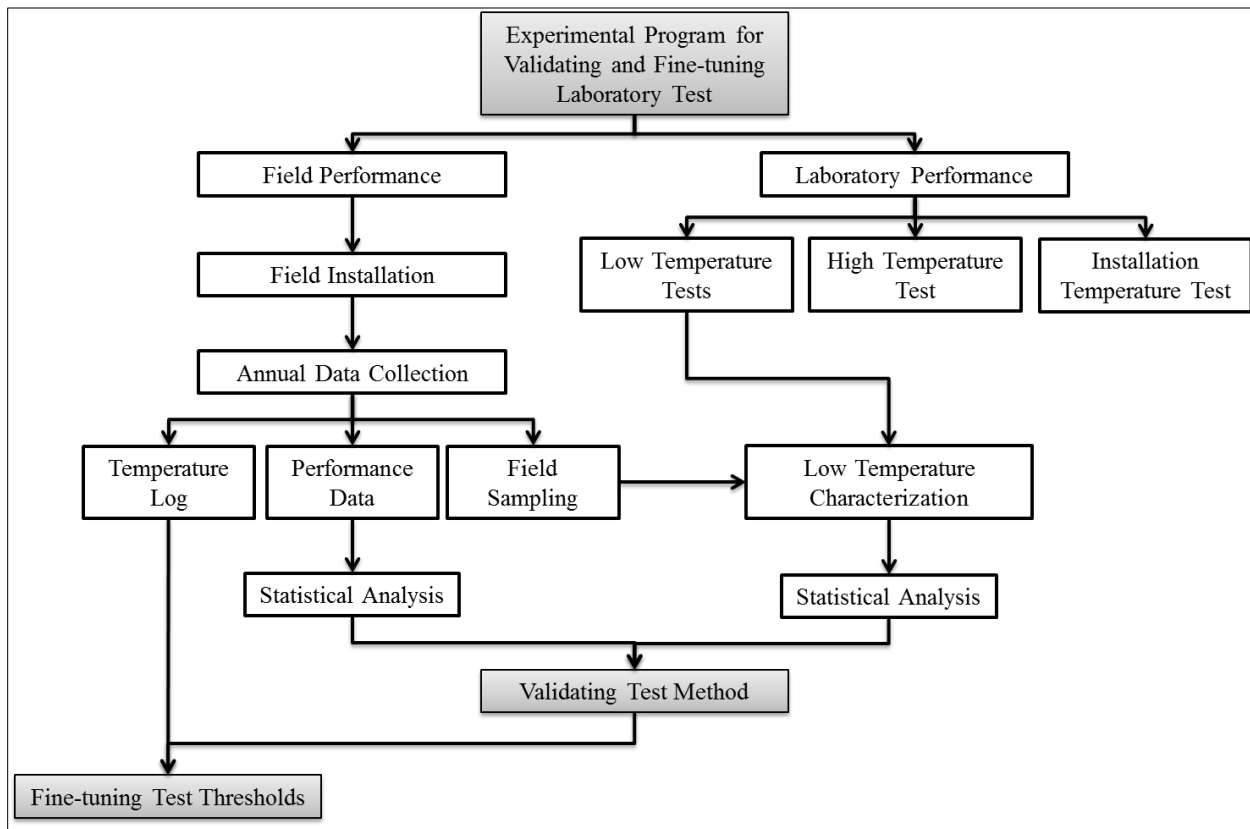 Experimental Program for
Validating and Fine-tuning
Laboratory Test
Field Performance
Laboratory Performance
Field Installation
Low Temperature
Tests
High Temperature
Test
Installation
Temperature Test
Annual Data Collection
Temperature
Log
Performance
Data
Field
Sampling
Low Temperature
Characterization
Statistical Analysis
Statistical Analysis
Validating Test Method
Fine-tuning Test Thresholds